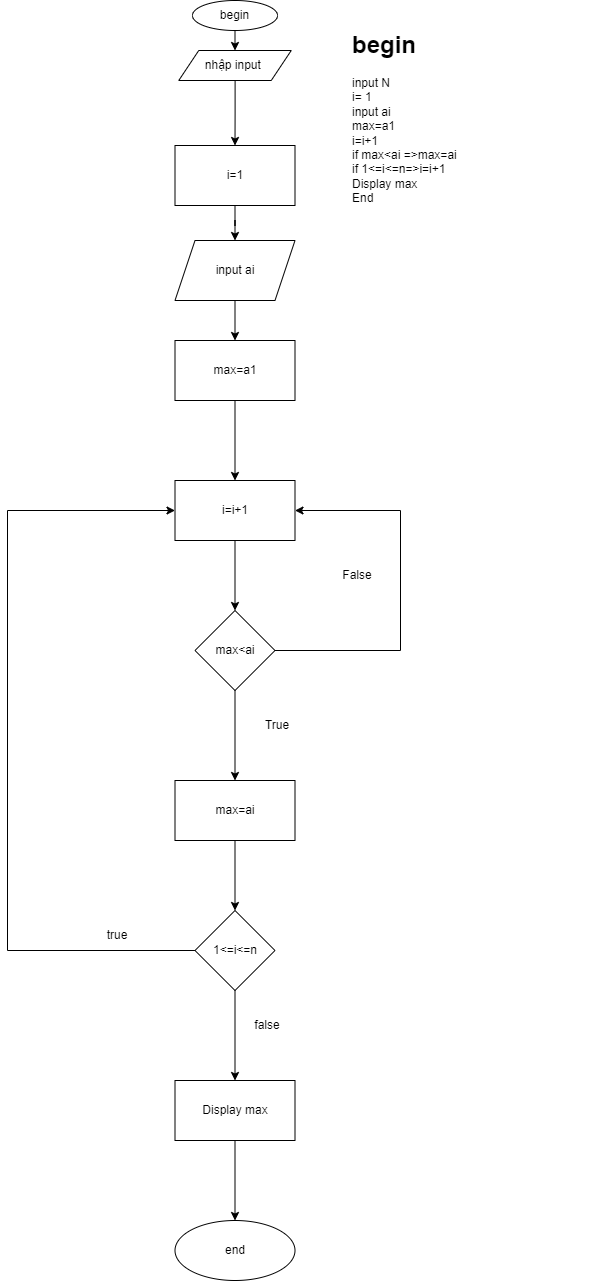 begin
nhập input
i=1
input ai
max=a1
i=i+1
False
max<ai
True
max=ai
true
1<=i<=n
false
Display max
end
begin
input N
i= 1
input ai
max=a1
i=i+1
if max<ai =>max=ai
if 1<=i<=n=>i=i+1
Display max
End